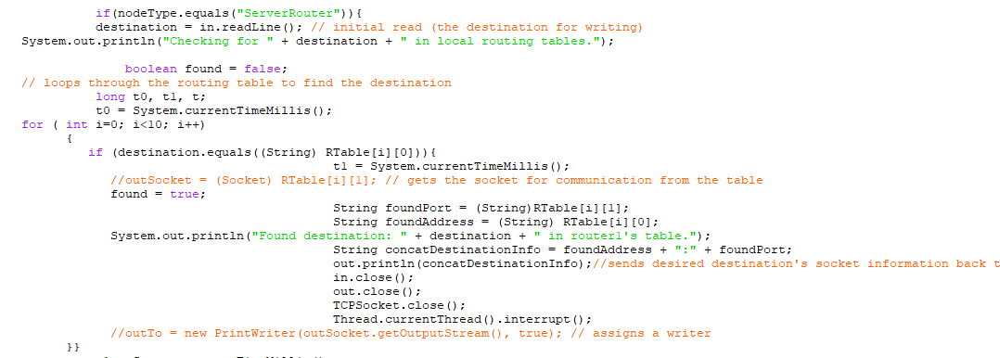 if(nodeType.equals("ServerRouter")){
destination = in.readLine(); // initial read (the destination for writing)
System.out.println("Checking for " + destination + " in local routing tables.");
boolean found = false;
// loops through the routing table to find the destination
long t0, t1, t;
t0 = System.currentTimeMillis();
for ( int i=0; i<10; i++)
{
if (destination.equals((String) RTable[i][0])){
t1 = System.currentTimeMillis();
//outSocket = (Socket) RTable[i][1]; // gets the socket for communication from the table
found = true;
String foundPort = (String)RTable[i][1];
String foundAddress = (String) RTable[i][0];
System.out.println("Found destination: " + destination + " in router1's table.");
String concatDestinationInfo = foundAddress + ":" + foundPort;
out.println(concatDestinationInfo);//sends desired destination's socket information back t
in.close();
out.close();
TCPSocket.close();
Thread.currentThread().interrupt();
//outTo = new PrintWriter(outSocket.getOutputStream(), true); // assigns a writer
}}